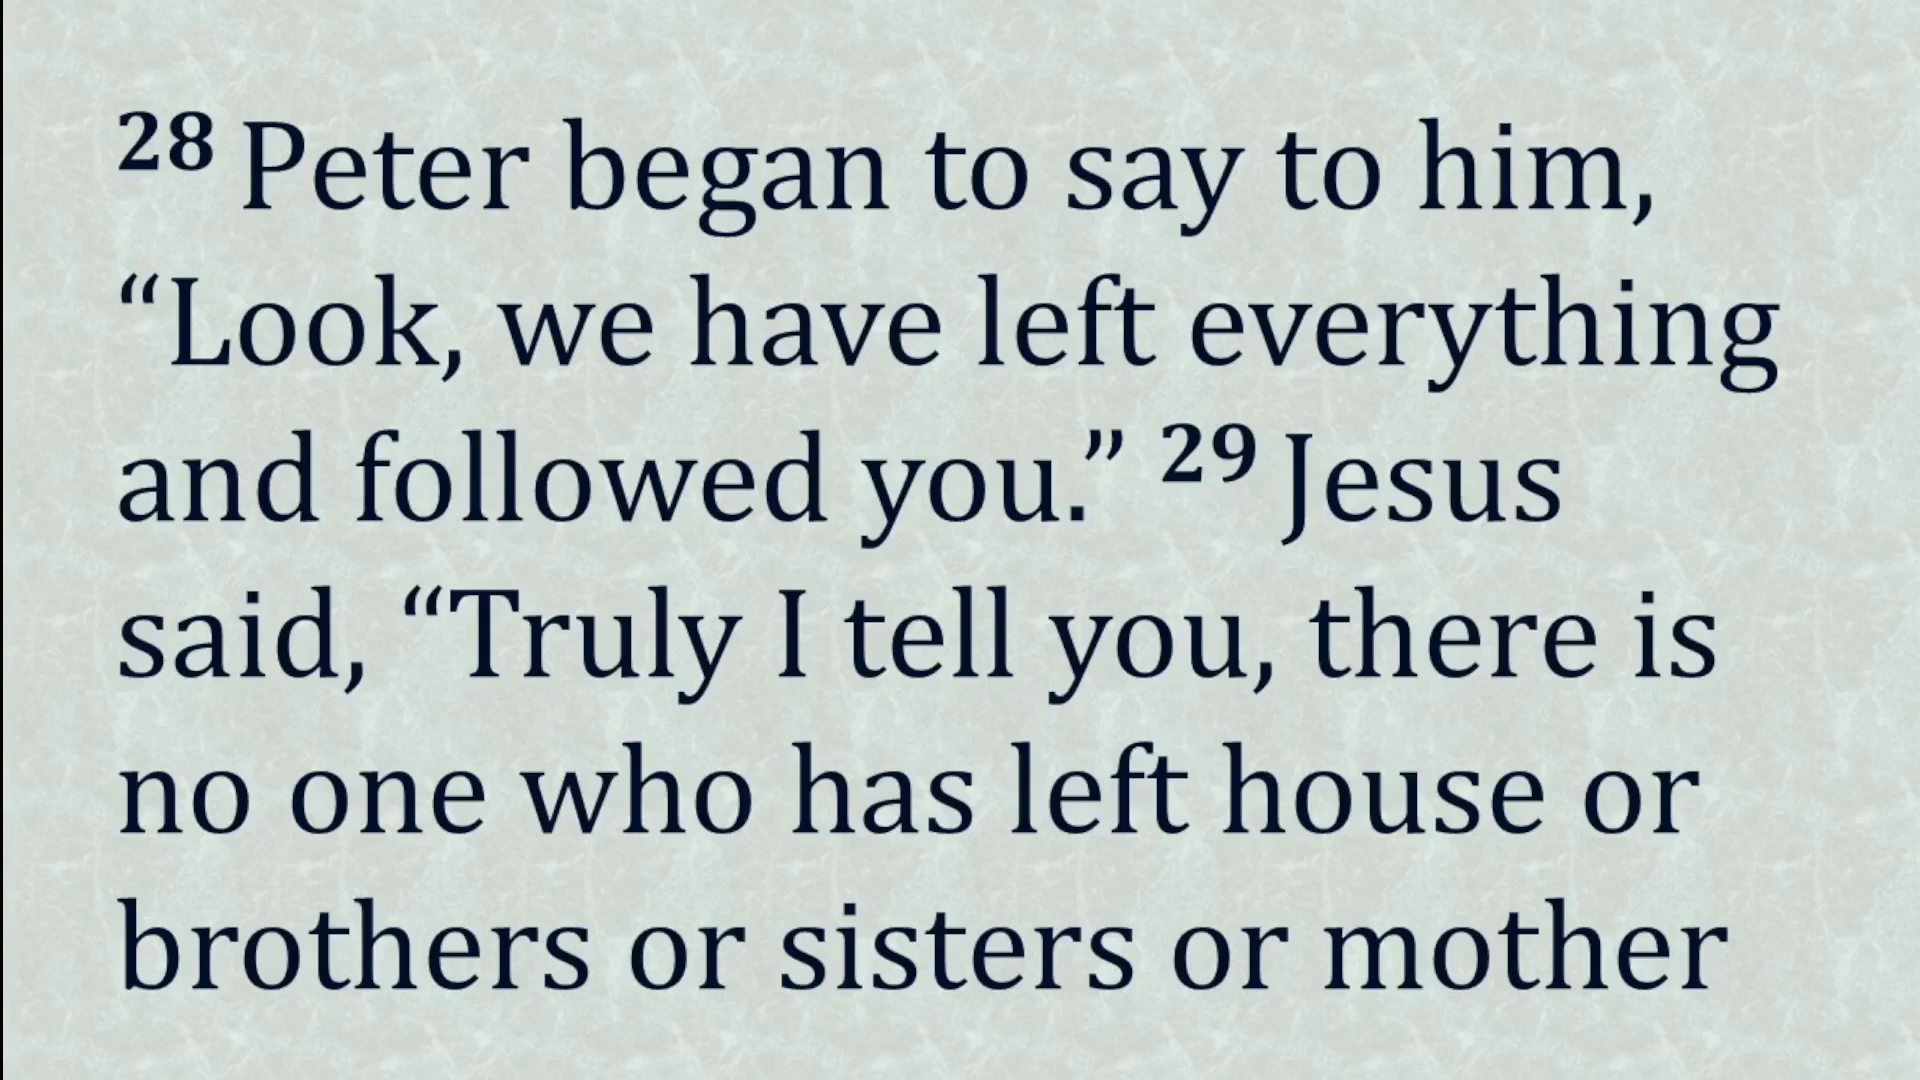 28 Peter began to say to him,
“Look, we have left everything
and followed you.” 29 Jesus
said, “Truly I tell you, there is
no one who has left house or
brothers or sisters or mother